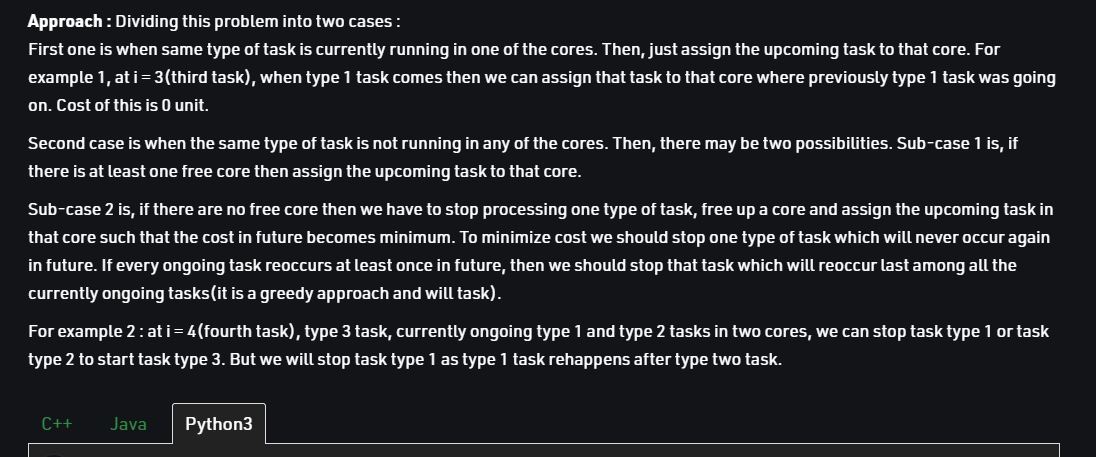 Approach : Dividing this problem into two cases :
First one is when same type of task is currently running in one of the cores. Then, just assign the upcoming task to that core. For
example 1, at i = 3(third task), when type 1 task comes then we can assign that task to that core where previously type 1 task was going
on. Cost of this is 0 unit.
Second case is when the same type of task is not running in any of the cores. Then, there may be two possibilities. Sub-case 1 is, if
there is at least one free core then assign the upcoming task to that core.
Sub-case 2 is, if there are no free core then we have to stop processing one type of task, free up a core and assign the upcoming task in
that core such that the cost in future becomes minimum. To minimize cost we should stop one type of task which will never occur again
in future. If every ongoing task reoccurs at least once in future, then we should stop that task which will reoccur last among all the
currently ongoing tasks(it is a greedy approach and will task).
For example 2 : at i = 4(fourth task), type 3 task, currently ongoing type 1 and type 2 tasks in two cores, we can stop task type 1 or task
type 2 to start task type 3. But we will stop task type 1 as type 1 task rehappens after type two task.
C++ Java Python3